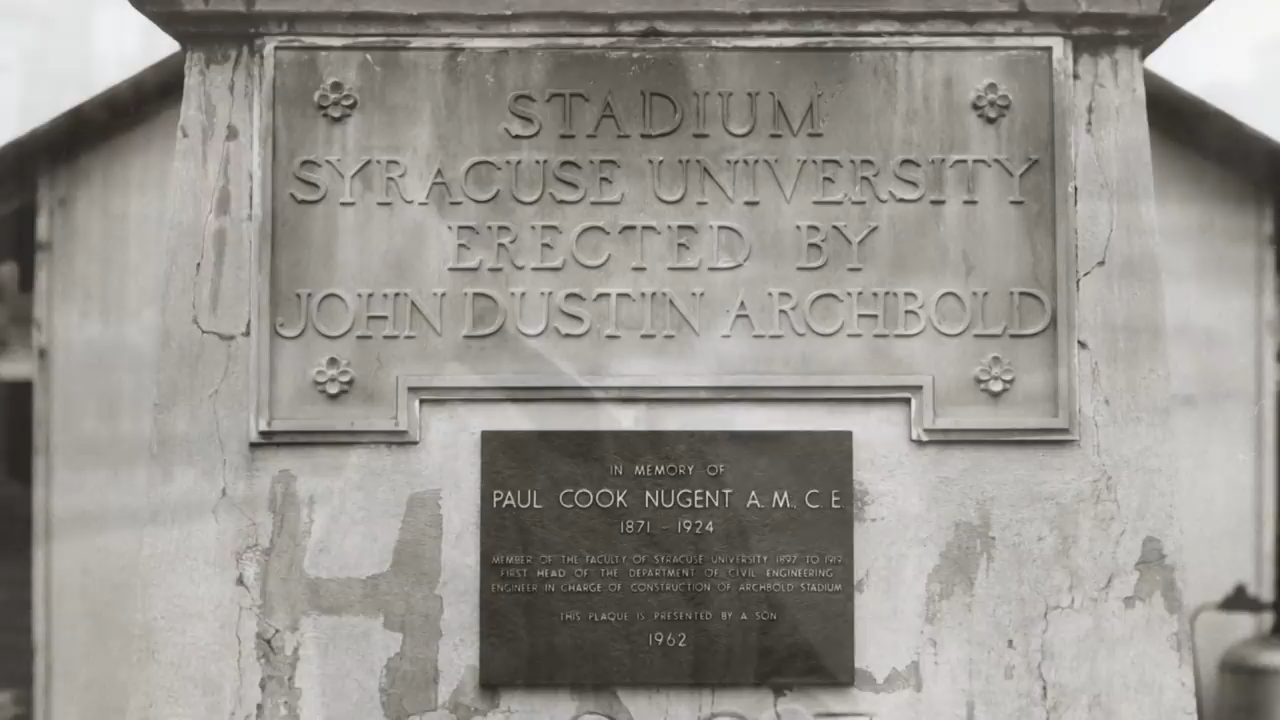 STADIUM
SYRACUSE UNIVERSITY
ERECTED BY
JOHN DUSTIN ARCHBOLD
IN MEMORY OF
PAUL COOK NUGENT A. M. C. E.
1871 - 1924
MEMBER OF THE FACULTY OF SYRACUSE UNIVERSITY 1897 TO 1919
FIRST HEAD OF THE DEPARTMENT OF CIVIL ENGINEERING
ENGINEER IN CHARGE OF CONSTRUCTION OF ARCHBOLD STADIUM
THIS PLAQUE IS PRESENTED BY A SON
1962